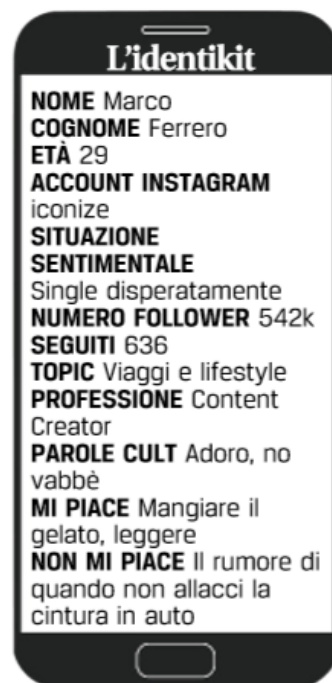 L'identikit
NOME Marco
COGNOME Ferrero
ETÀ 29
ACCOUNT INSTAGRAM
iconize
SITUAZIONE
SENTIMENTALE
Single disperatamente
NUMERO FOLLOWER 542k
SEGUITI 636
TOPIC Viaggi e lifestyle
PROFESSIONE Content
Creator
PAROLE CULT Adoro, no
vabbè
MI PIACE Mangiare il
gelato, leggere
NON MI PIACE Il rumore di
quando non allacci la
cintura in auto